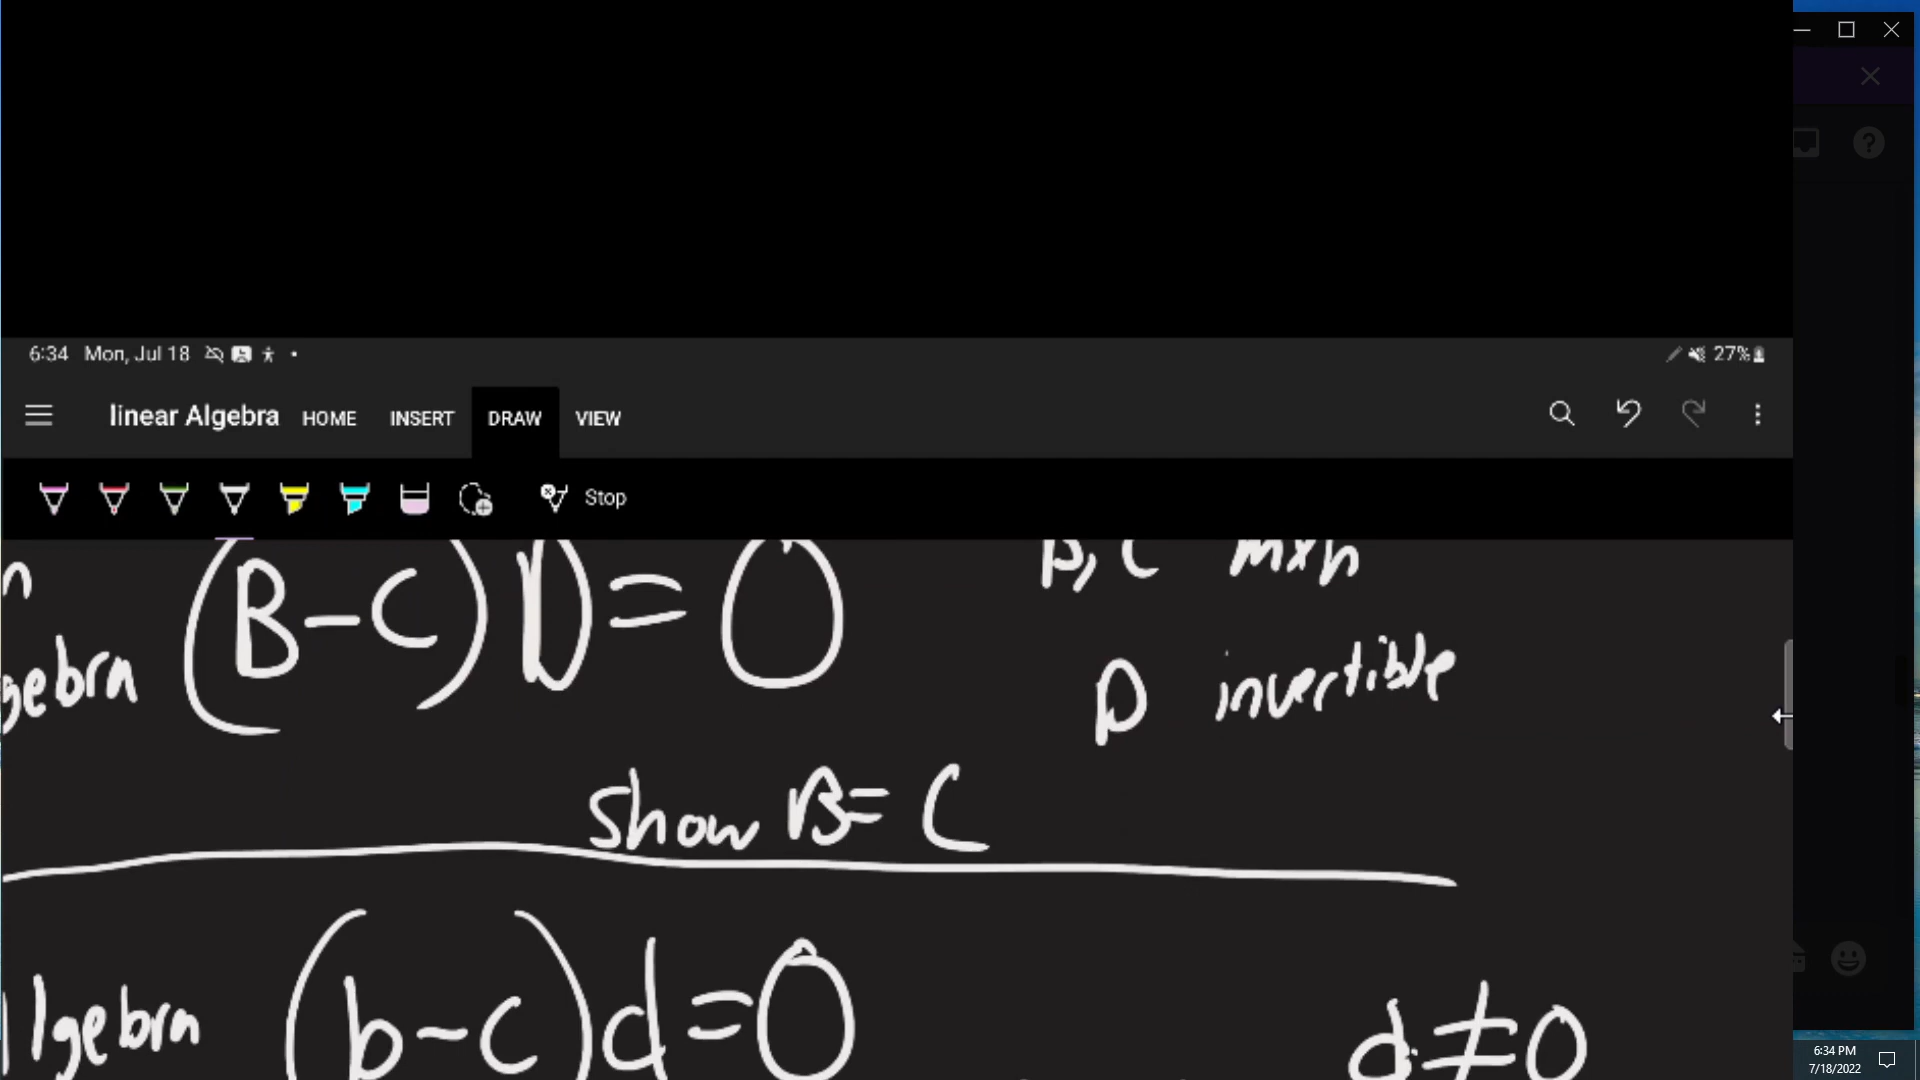 6:34 Mon, Jul 18
27%
linear Algebra HOME INSERT DRAW VIEW
Stop
B, C mxn
n
(B-C)D=0
gebra
D invertible
show B= C
(b-c)d=0
lgebra
d≠0
6:34 PM
7/18/2022